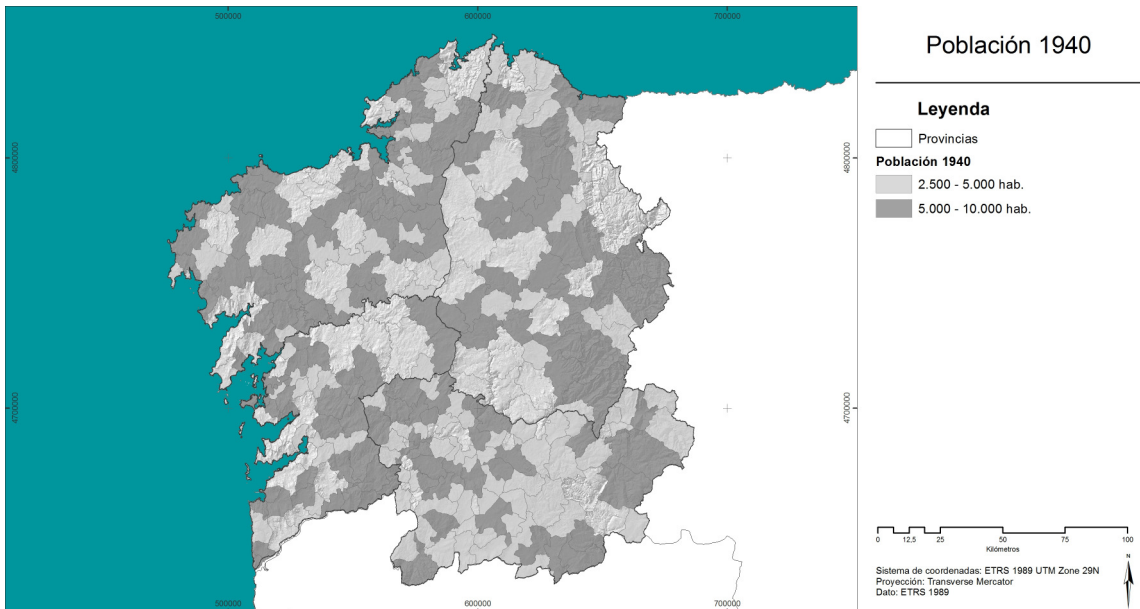 500000 600000 700000
Población 1940
Leyenda
Provincias
Población 1940
2.500 - 5.000 hab.
5.000 - 10.000 hab.
4800000 4800000
4700000 4700000
0 12,5 25 50 75 100
Kilómetros
N
Sistema de coordenadas: ETRS 1989 UTM Zone 29N
Proyección: Transverse Mercator
Dato: ETRS 1989
500000 600000 700000